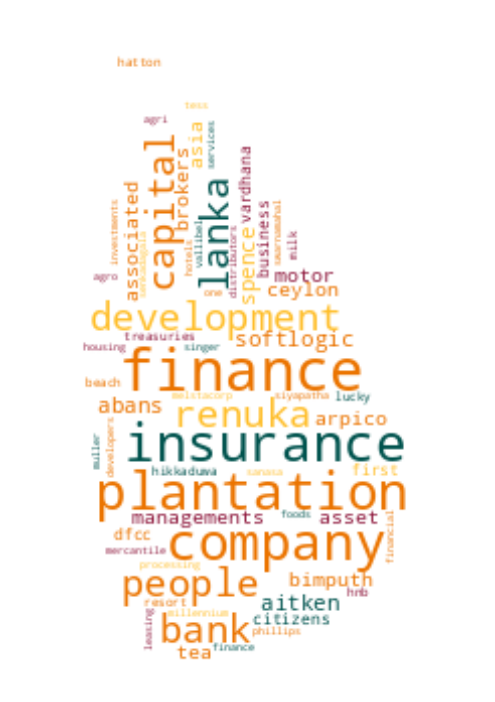 hatton
tess
agri
capital
brokers
asia
services
lanka
vardhana
associated
investments
senkadagala
hotels
vallibel
distributors
spence
business
swarnamahal
milk
agro
one
motor
ceylon
development
treasuries
softlogic
housing
singer
finance
beach
melstacorp
siyapatha
lucky
abans
renuka
arpico
muller
developers
insurance
hikkaduwa
sanasa
first
plantation
managements
foods
asset
financial
dfcc
company
mercantile
processing
people
bimputh
hnb
resort
aitken
leasing
millennium
citizens
bank
phillips
tea
finance